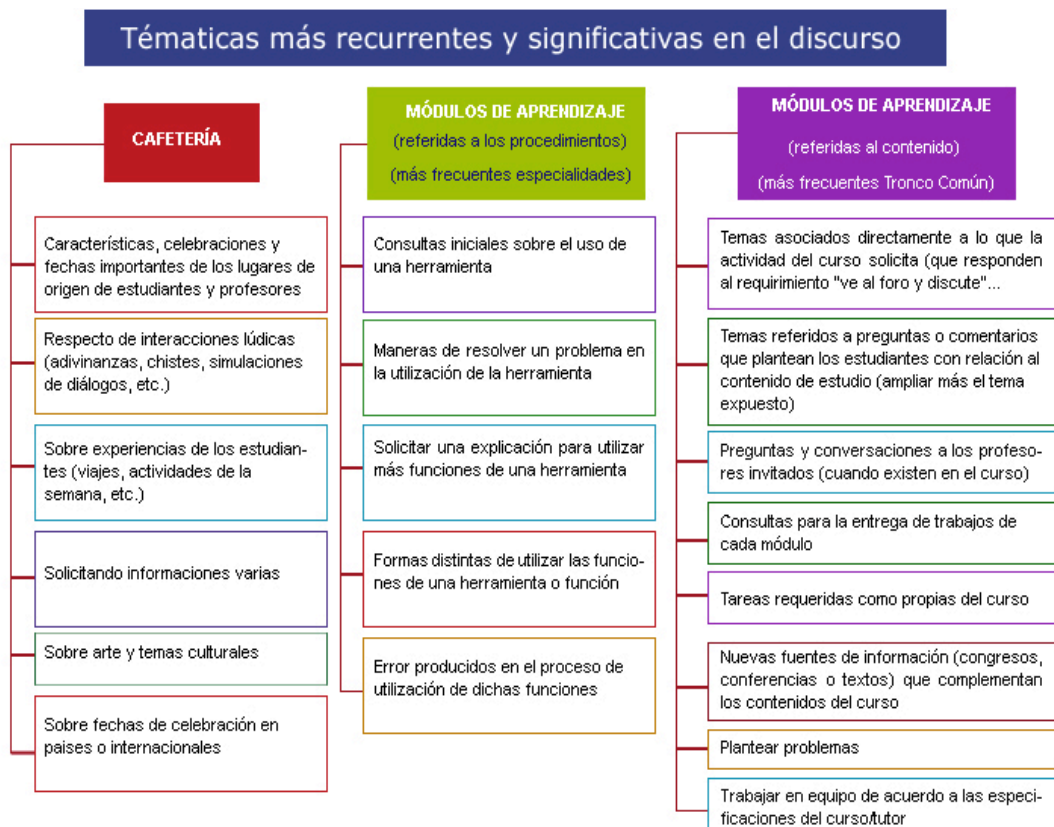 Tématicas más recurrentes y significativas en el discurso
CAFETERÍA
Características, celebraciones y
fechas importantes de los lugares de
origen de estudiantes y profesores
Respecto de interacciones lúdicas
(adivinanzas, chistes, simulaciones
de diálogos, etc.)
Sobre experiencias de los estudian-
tes (viajes, actividades de la
semana, etc.)
Solicitando informaciones varias
Sobre arte y temas culturales
Sobre fechas de celebración en
paises o internacionales
MÓDULOS DE APRENDIZAJE
(referidas a los procedimientos)
(más frecuentes especialidades)
Consultas iniciales sobre el uso de
una herramienta
Maneras de resolver un problema en
la utilización de la herramienta
Solicitar una explicación para utilizar
más funciones de una herramienta
Formas distintas de utilizar las funcio-
nes de una herramienta o función
Error producidos en el proceso de
utilización de dichas funciones
MÓDULOS DE APRENDIZAJE
(referidas al contenido)
(más frecuentes Tronco Común)
Temas asociados directamente a lo que la
actividad del curso solicita (que responden
al requirimiento "ve al foro y discute"...
Temas referidos a preguntas o comentarios
que plantean los estudiantes con relación al
contenido de estudio (ampliar más el tema
expuesto)
Preguntas y conversaciones a los profeso-
res invitados (cuando existen en el curso)
Consultas para la entrega de trabajos de
cada módulo
Tareas requeridas como propias del curso
Nuevas fuentes de información (congresos,
conferencias o textos) que complementan
los contenidos del curso
Plantear problemas
Trabajar en equipo de acuerdo a las especi-
ficaciones del curso/tutor